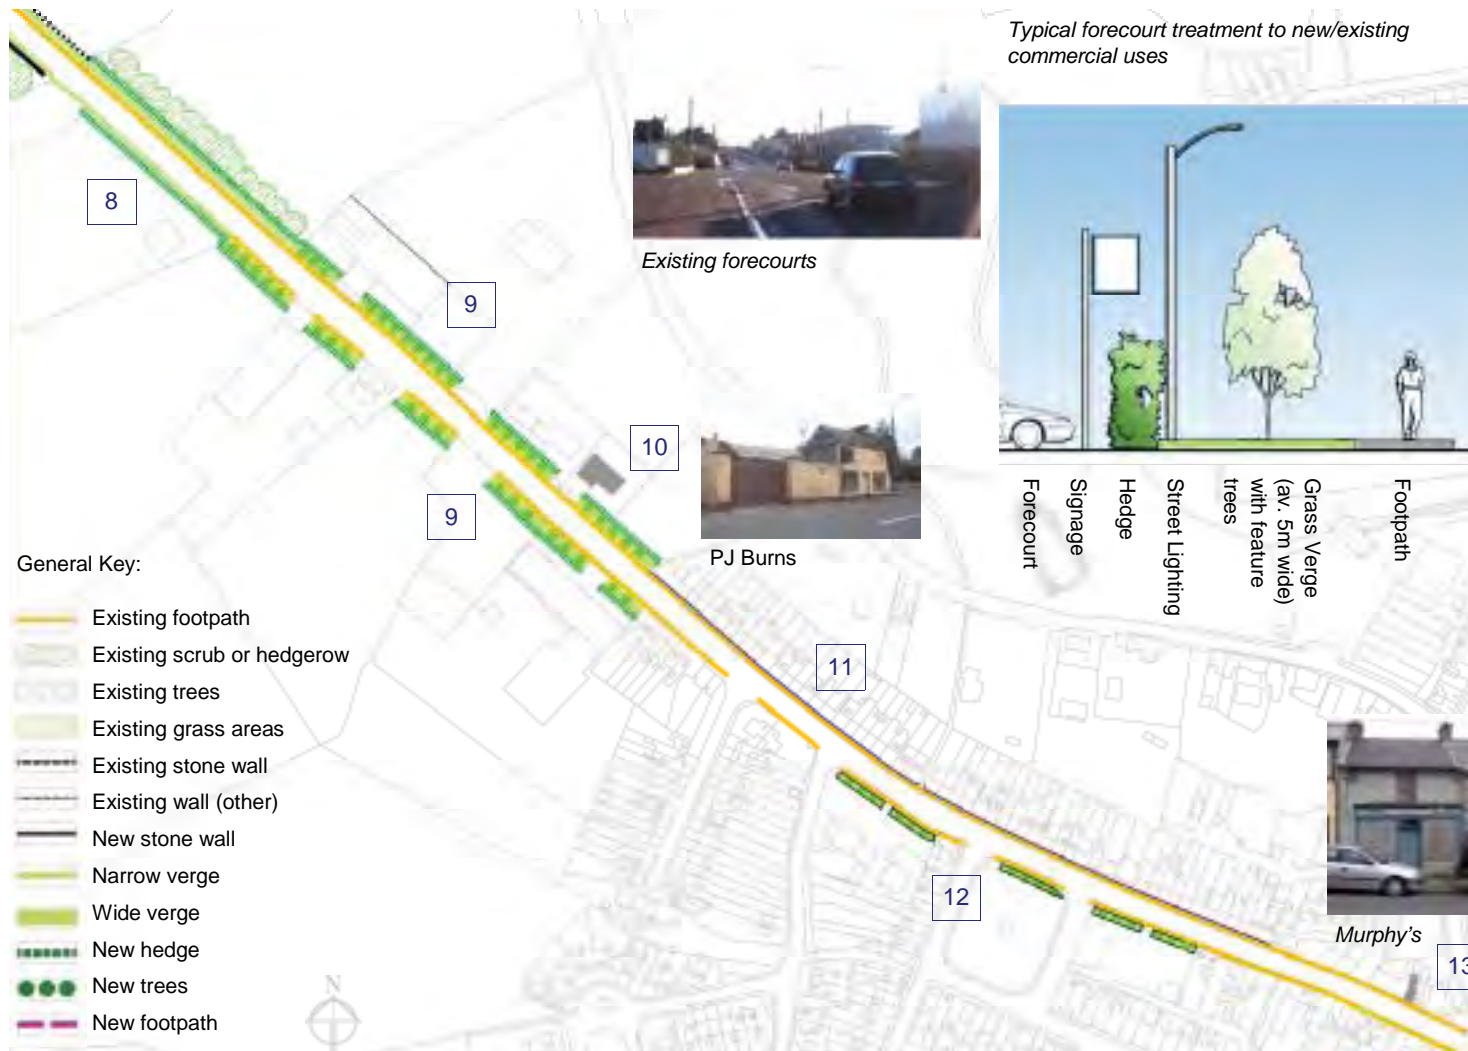 Typical forecourt treatment to new/existing
commercial uses
8
9
Existing forecourts
10
9
PJ Burns
Forecourt
Signage
Hedge
Street Lighting
Grass Verge
(av. 5m wide)
with feature
trees
Footpath
General Key:
Existing footpath
Existing scrub or hedgerow
Existing trees
Existing grass areas
Existing stone wall
Existing wall (other)
New stone wall
Narrow verge
Wide verge
New hedge
New trees
New footpath
N
11
12
Murphy's
13